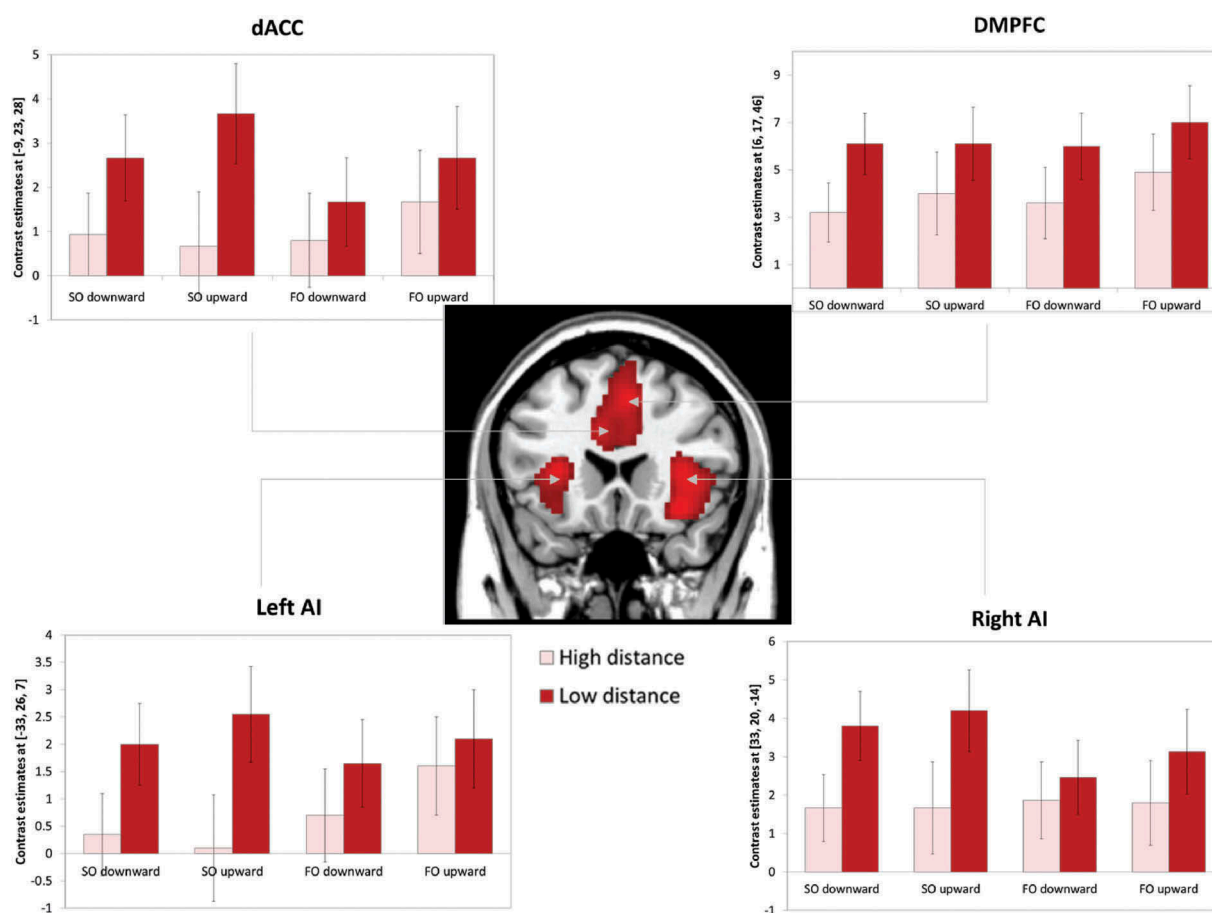 dACC
Contrast estimates at [-9, 23, 28]
5
4
3
2
1
0
-1
SO downward
SO upward
FO downward
FO upward
DMPFC
Contrast estimates at [6, 17, 46]
9
7
5
3
1
SO downward
SO upward
FO downward
FO upward
Left AI
Contrast estimates at [-33, 26, 7]
4
3.5
3
2.5
2
1.5
1
0.5
0
-0.5
-1
SO downward
SO upward
FO downward
FO upward
High distance
Low distance
Right AI
Contrast estimates at [33, 20, -14]
6
5
4
3
2
1
0
-1
SO downward
SO upward
FO downward
FO upward